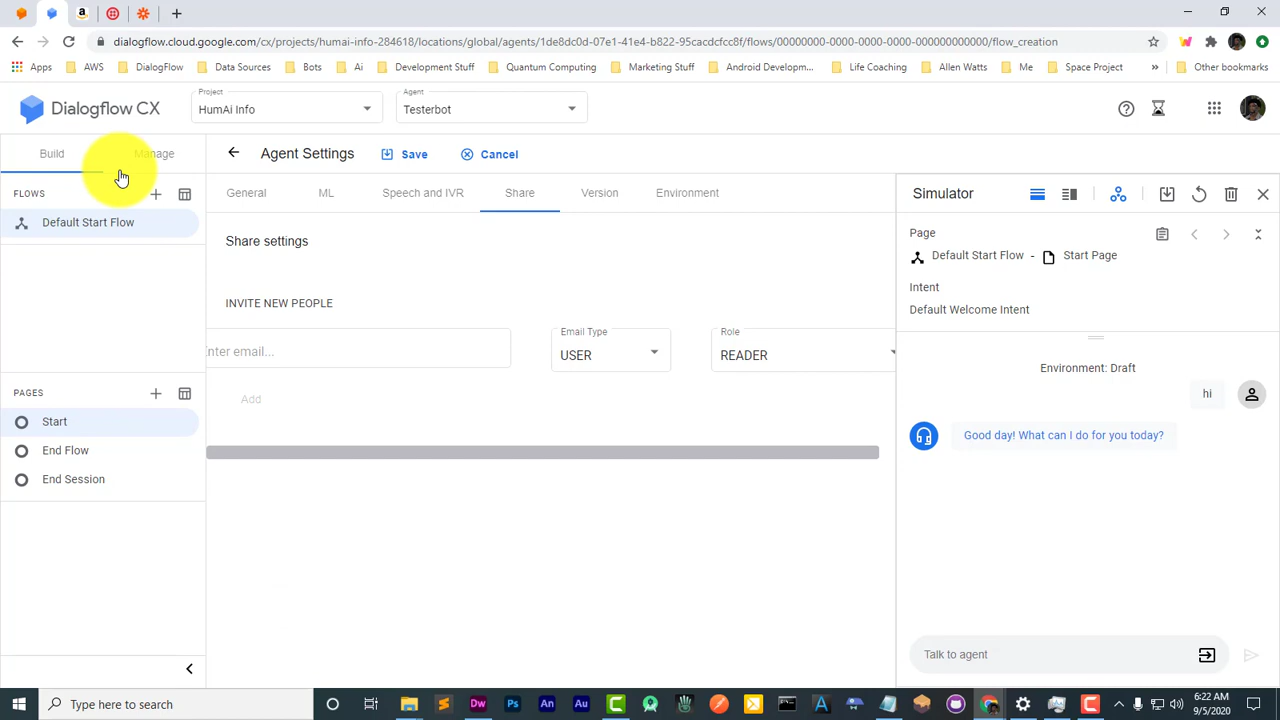 dialogflow.cloud.google.com/cx/projects/humai-info-284618/locations/global/agents/1de8dc0d-07e1-41e4-b822-95cacdcfcc8f/flows/00000000-0000-0000-0000-000000000000/flow_creation
Apps AWS DialogFlow Data Sources Bots Ai Development Stuff Quantum Computing Marketing Stuff Android Developm... Life Coaching Allen Watts Me Space Project » Other bookmarks
Dialogflow CX
Project
HumAi Info
Agent
Testerbot
Build
Manage
Agent Settings
Save
Cancel
FLOWS
Default Start Flow
PAGES
Start
End Flow
End Session
General
ML
Speech and IVR
Share
Version
Environment
Share settings
INVITE NEW PEOPLE
nter email...
Email Type
USER
Role
READER
Add
Simulator
Page
Default Start Flow - Start Page
Intent
Default Welcome Intent
Environment: Draft
hi
Good day! What can I do for you today?
Talk to agent
Type here to search
6:22 AM
9/5/2020